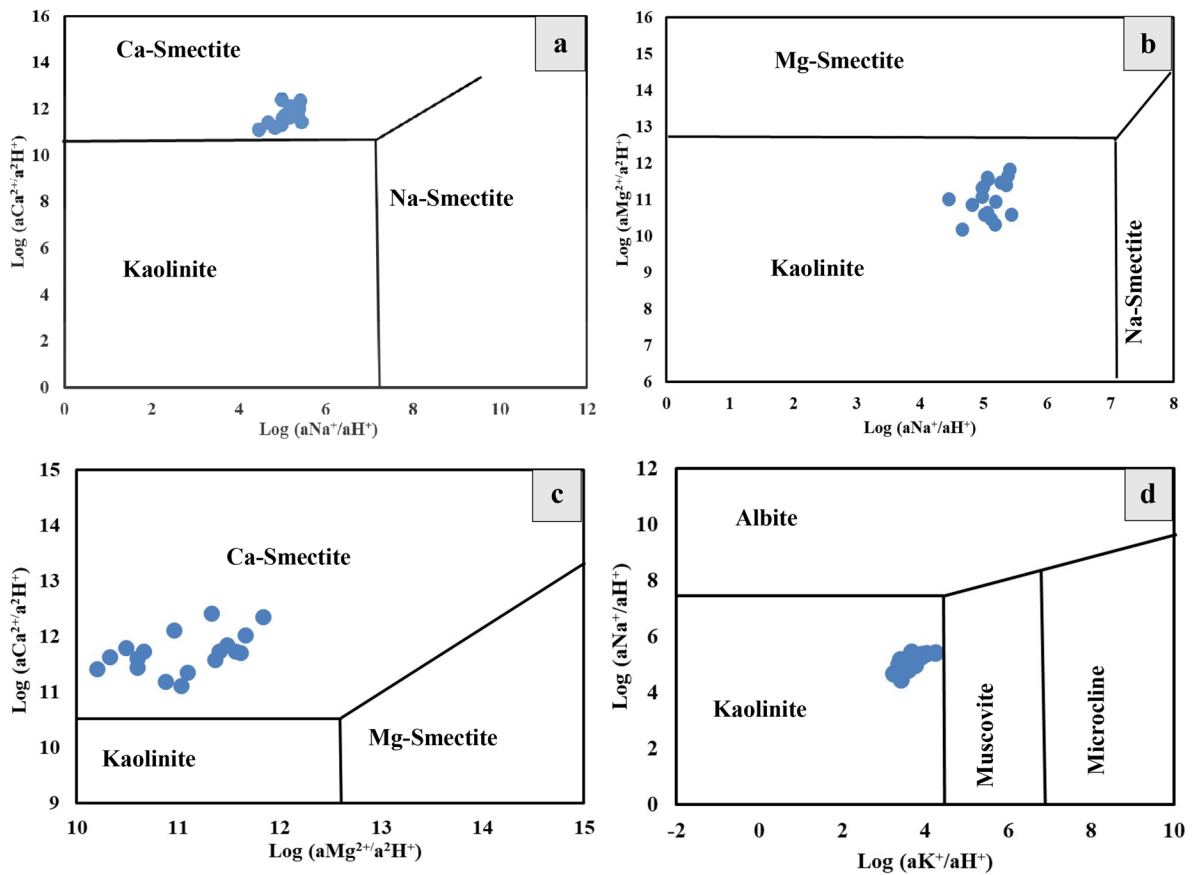 a
16
14
12
10
8
6
4
2
0
Log (aCa²⁺/a²H⁺)
Ca-Smectite
Na-Smectite
Kaolinite
0 2 4 6 8 10 12
Log (aNa⁺/aH⁺)
b
16
15
14
13
12
11
10
9
8
7
6
Log (aMg²⁺/a²H⁺)
Mg-Smectite
Kaolinite
Na-Smectite
0 1 2 3 4 5 6 7 8
Log (aNa⁺/aH⁺)
c
15
14
13
12
11
10
9
Log (aCa²⁺/a²H⁺)
Ca-Smectite
Mg-Smectite
Kaolinite
10 11 12 13 14 15
Log (aMg²⁺/a²H⁺)
d
12
10
8
6
4
2
0
Log (aNa⁺/aH⁺)
Albite
Kaolinite
Muscovite
Microcline
-2 0 2 4 6 8 10
Log (aK⁺/aH⁺)